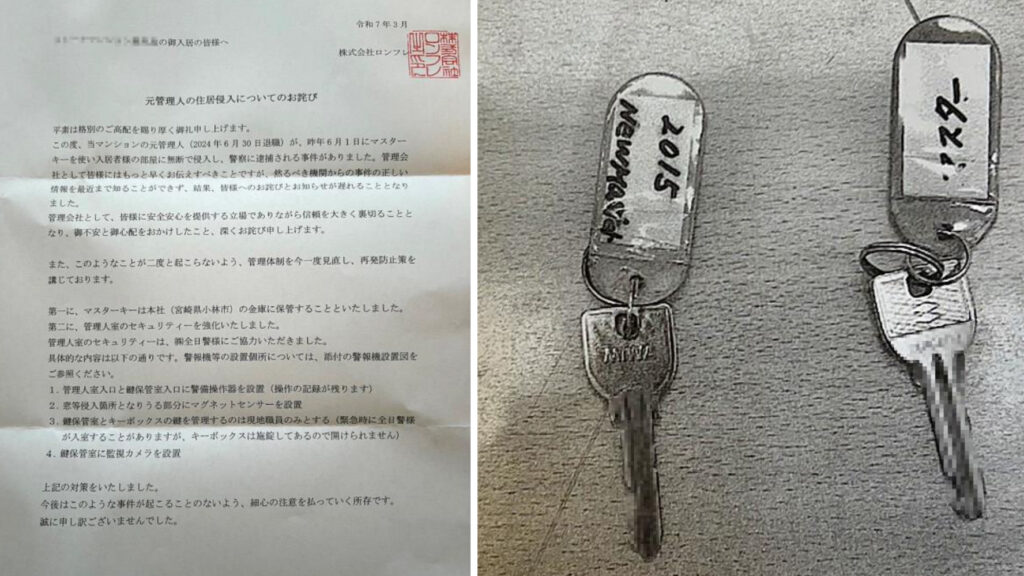 令和7年3月
の御入居の皆様へ
株式会社ロンフレ
元管理人の住居侵入についてのお詫び
平素は格別のご高配を賜り厚く御礼申し上げます。
この度、当マンションの元管理人（2024年6月30日退職）が、昨年6月1日にマスター
キーを使い入居者様の部屋に無断で侵入し、警察に逮捕される事件がありました。管理会
社として皆様にはもっと早くお伝えすべきことですが、然るべき機関からの事件の正しい
情報を最近まで知ることができず、結果、皆様へのお詫びとお知らせが遅れることとなり
ました。
管理会社として、皆様に安全安心を提供する立場でありながら信頼を大きく裏切ることと
なり、御不安と御心配をおかけしたこと、深くお詫び申し上げます。
また、このようなことが二度と起こらないよう、管理体制を今一度見直し、再発防止策を
講じております。
第一に、マスターキーは本社（宮崎県小林市）の金庫に保管することといたしました。
第二に、管理人室のセキュリティーを強化いたしました。
管理人室のセキュリティーは、㈱全日警様にご協力いただきました。
具体的な内容は以下の通りです。警報機等の設置個所については、添付の警報機設置図を
ご参照ください。
1．管理人室入口と鍵保管室入口に警備操作器を設置（操作の記録が残ります）
2．窓等侵入箇所となりうる部分にマグネットセンサーを設置
3．鍵保管室とキーボックスの鍵を管理するのは現地職員のみとする（緊急時に全日警様
が入室することがありますが、キーボックスは施錠してあるので開けられません）
4．鍵保管室に監視カメラを設置
上記の対策をいたしました。
今後はこのような事件が起こることのないよう、細心の注意を払っていく所存です。
誠に申し訳ございませんでした。
2015
MIWA
マスター